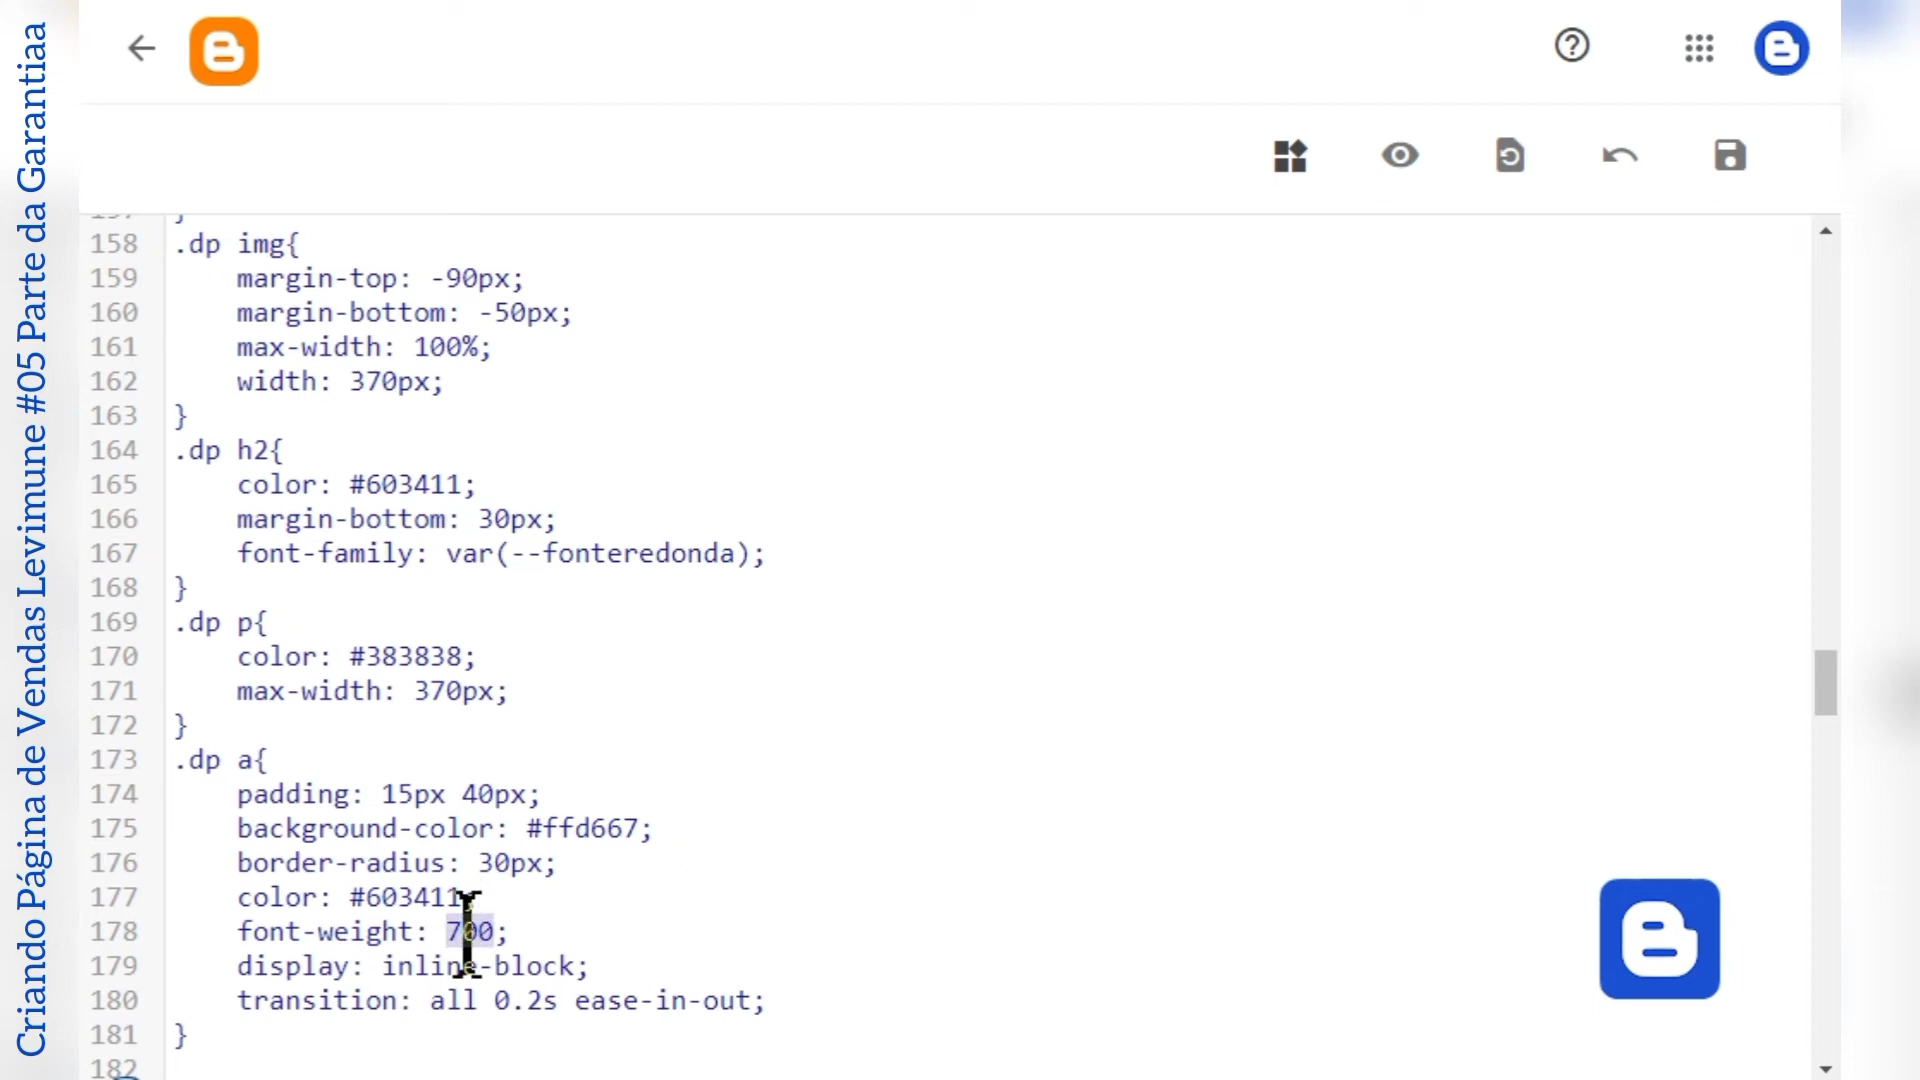 Criando Página de Vendas Levimune #05 Parte da Garantiaa
158 .dp img{
159 margin-top: -90px;
160 margin-bottom: -50px;
161 max-width: 100%;
162 width: 370px;
163 }
164 .dp h2{
165 color: #603411;
166 margin-bottom: 30px;
167 font-family: var(--fonteredonda);
168 }
169 .dp p{
170 color: #383838;
171 max-width: 370px;
172 }
173 .dp a{
174 padding: 15px 40px;
175 background-color: #ffd667;
176 border-radius: 30px;
177 color: #603411;
178 font-weight: 700;
179 display: inline-block;
180 transition: all 0.2s ease-in-out;
181 }
182